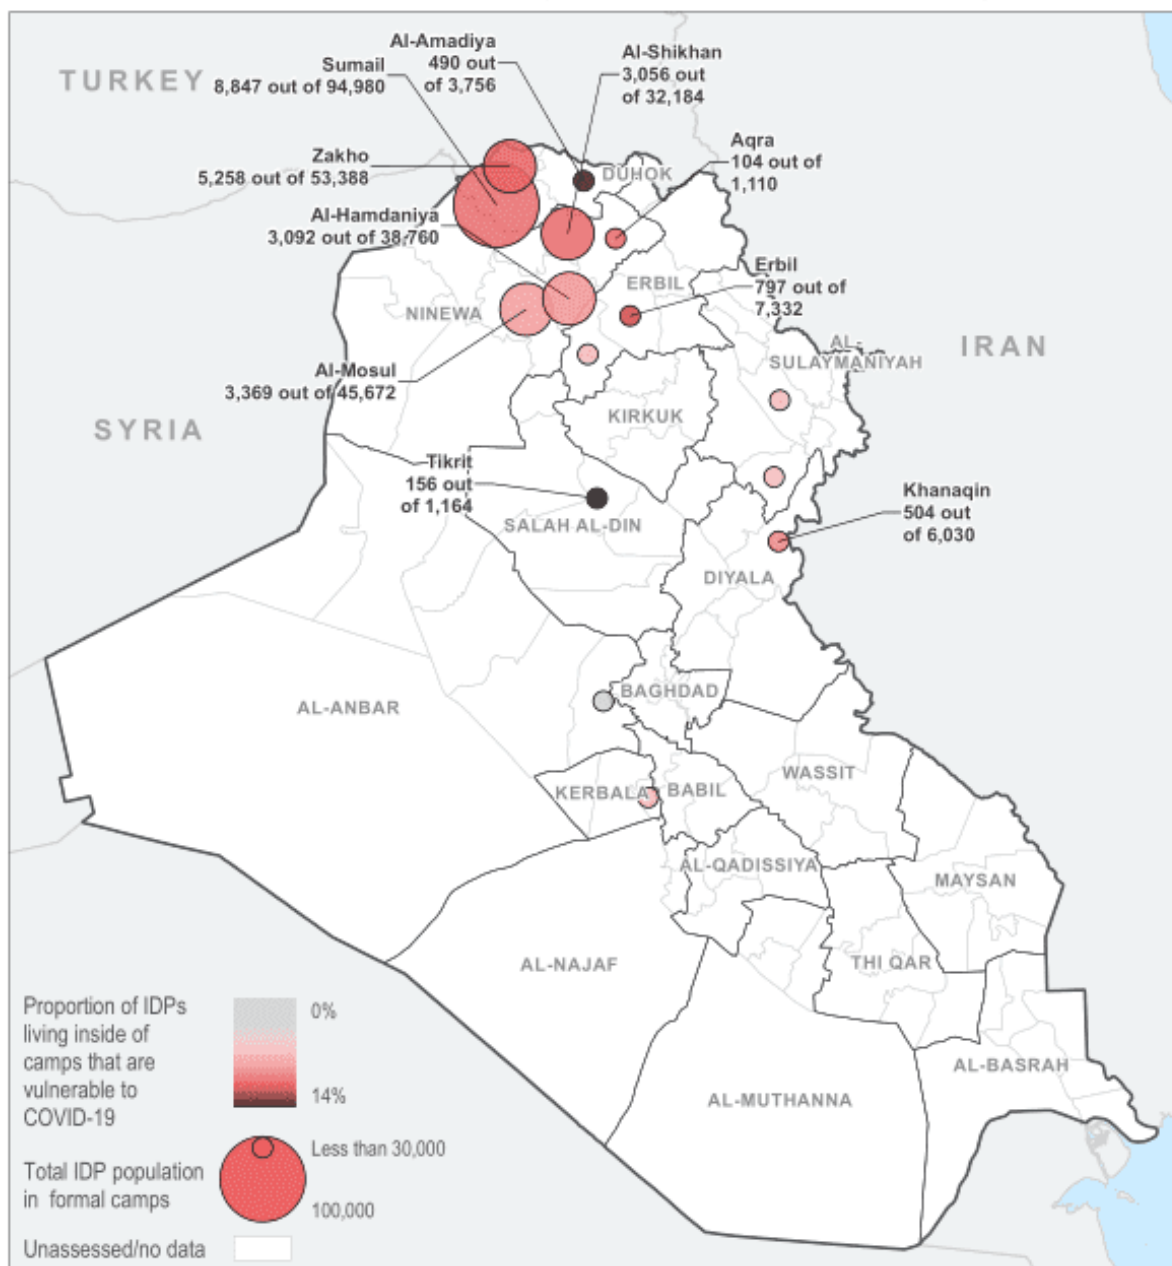 TURKEY
Al-Amadiya
490 out
of 3,756
Sumail
8,847 out of 94,980
Al-Shikhan
3,056 out
of 32,184
Zakho
5,258 out of 53,388
Aqra
104 out of
1,110
DUHOK
Al-Hamdaniya
3,092 out of 38,760
Erbil
797 out of
7,332
ERBIL
NINEWA
AL-
SULAYMANIYAH
IRAN
Al-Mosul
3,369 out of 45,672
SYRIA
KIRKUK
Tikrit
156 out
of 1,164
SALAH AL-DIN
Khanaqin
504 out
of 6,030
DIYALA
BAGHDAD
AL-ANBAR
WASSIT
KERBALA
BABIL
AL-QADISSIYA
MAYSAN
AL-NAJAF
THI QAR
AL-BASRAH
AL-MUTHANNA
Proportion of IDPs
living inside of
camps that are
vulnerable to
COVID-19
0%
14%
Total IDP population
in formal camps
Less than 30,000
100,000
Unassessed/no data